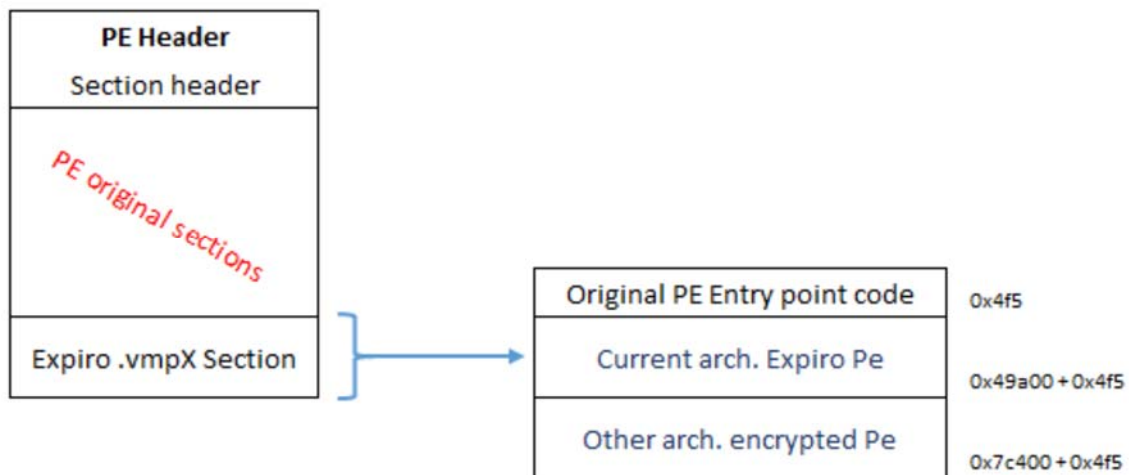 PE Header
Section header
PE original sections
Expiro .vmpX Section
Original PE Entry point code
0x4f5
Current arch. Expiro Pe
0x49a00 + 0x4f5
Other arch. encrypted Pe
0x7c400 + 0x4f5